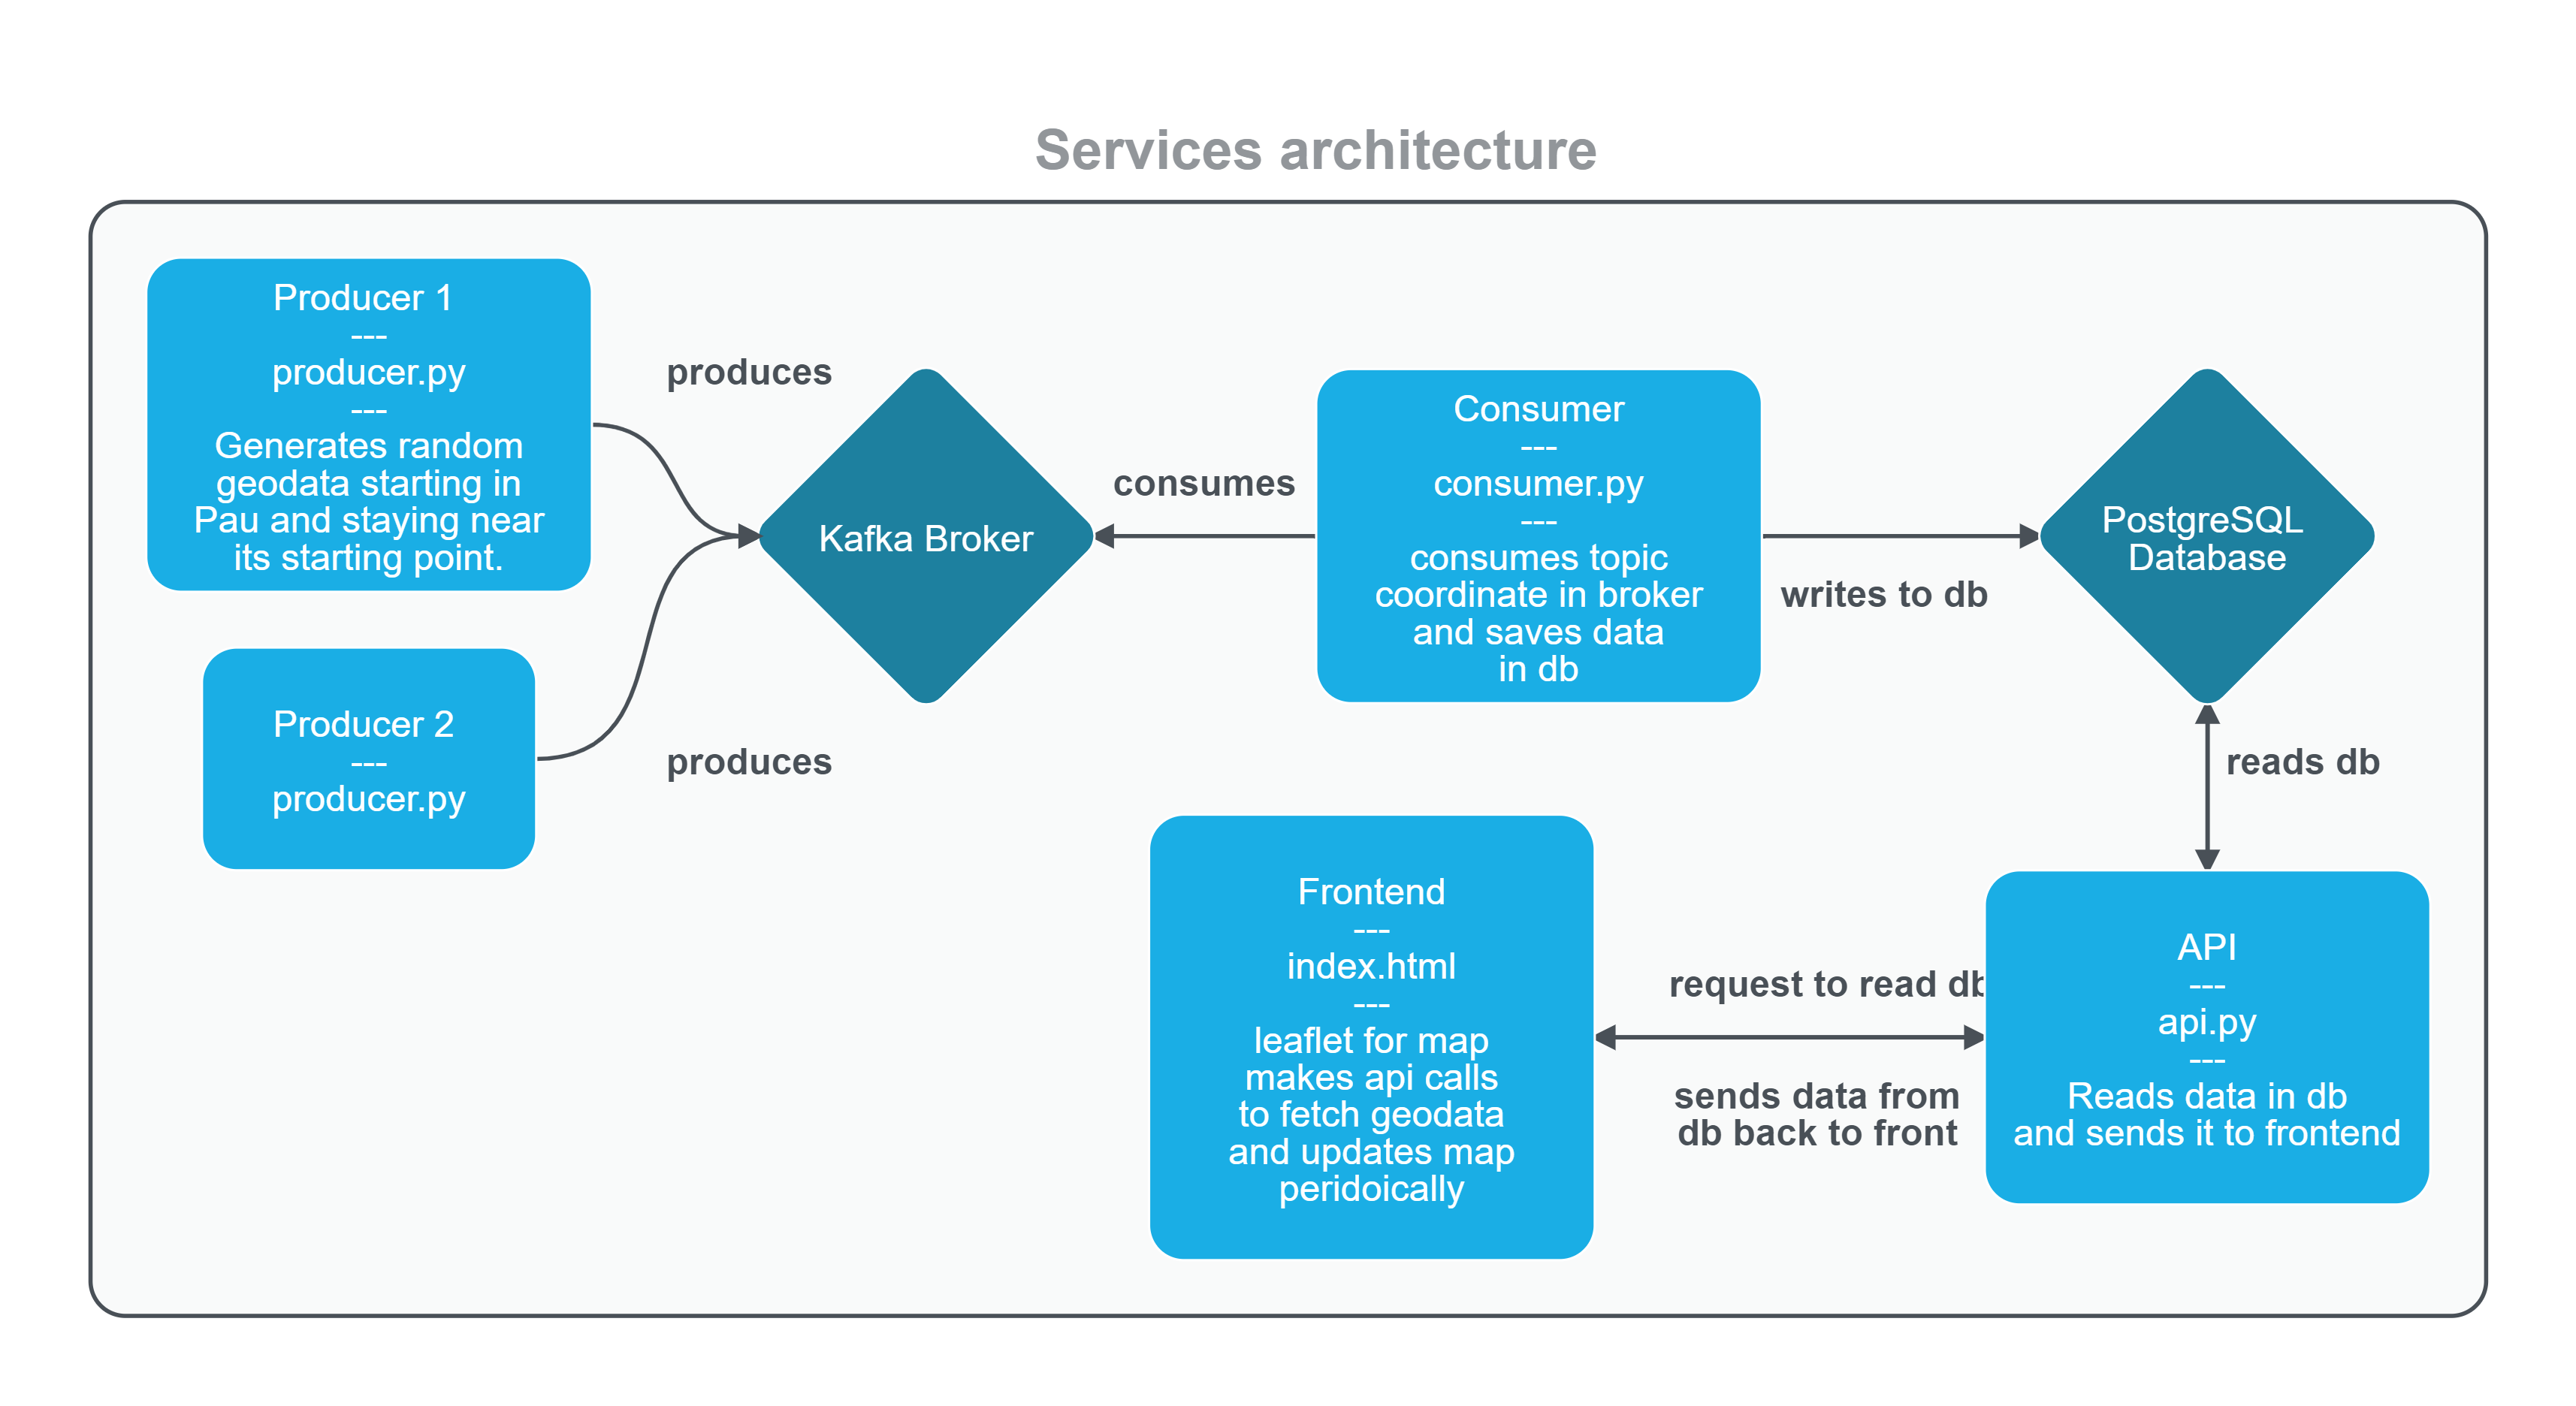 Services architecture
Producer 1
---
producer.py
---
Generates random
geodata starting in
Pau and staying near
its starting point.
produces
Kafka Broker
consumes
Consumer
---
consumer.py
---
consumes topic
coordinate in broker
and saves data
in db
writes to db
PostgreSQL
Database
Producer 2
---
producer.py
produces
reads db
Frontend
---
index.html
---
leaflet for map
makes api calls
to fetch geodata
and updates map
peridoically
request to read db
sends data from
db back to front
API
---
api.py
---
Reads data in db
and sends it to frontend